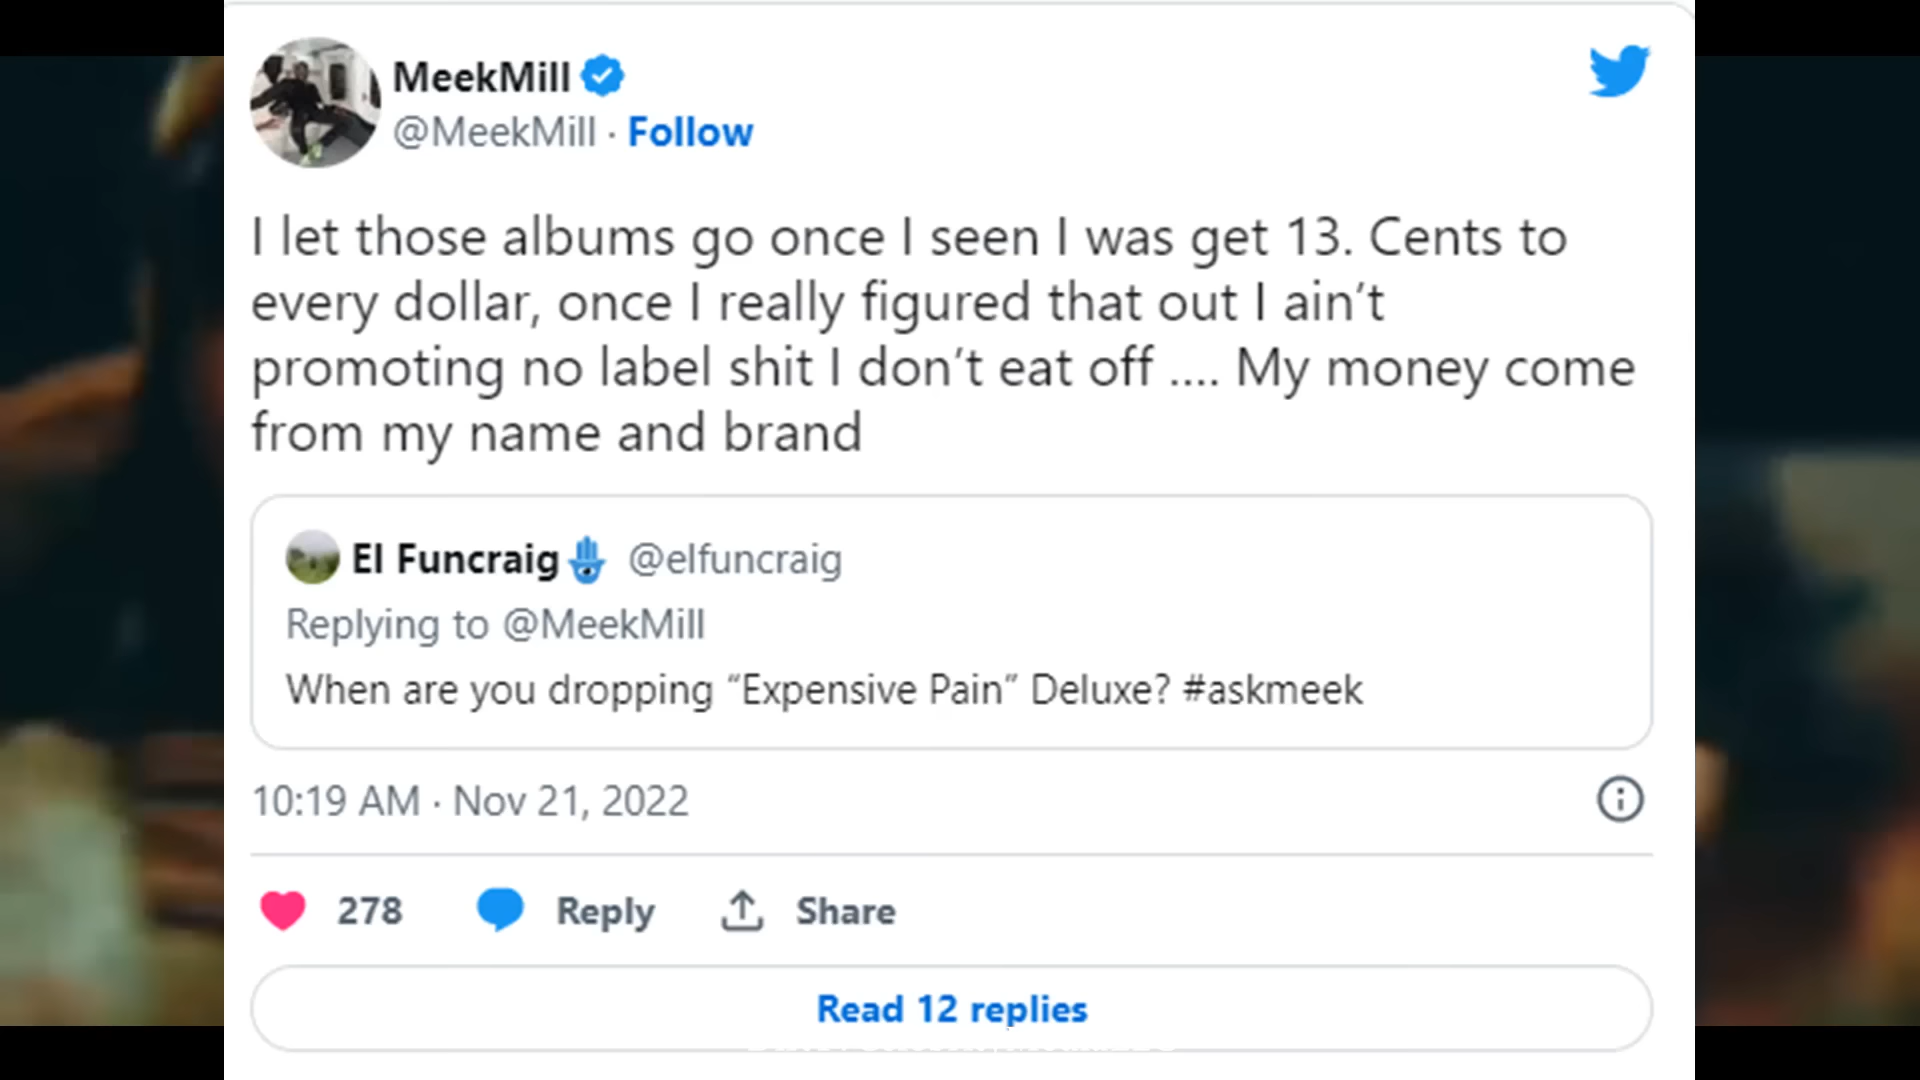 MeekMill
@MeekMill · Follow
I let those albums go once I seen I was get 13. Cents to
every dollar, once I really figured that out I ain’t
promoting no label shit I don’t eat off .... My money come
from my name and brand
El Funcraig @elfuncraig
Replying to @MeekMill
When are you dropping “Expensive Pain” Deluxe? #askmeek
10:19 AM · Nov 21, 2022
278 Reply Share
Read 12 replies